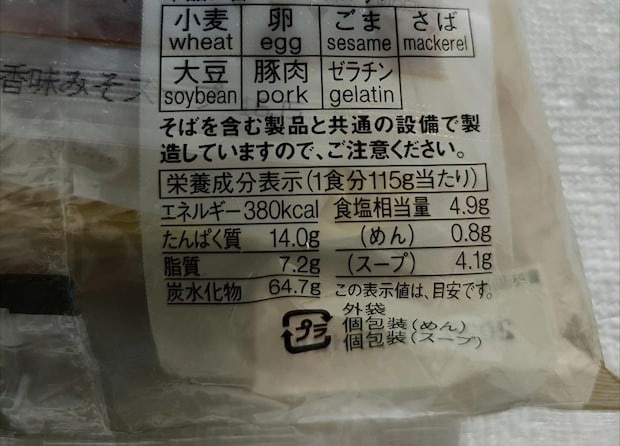 小麦 卵 ごま さば
wheat egg sesame mackerel
大豆 豚肉 ゼラチン
soybean pork gelatin
香味みそス
そばを含む製品と共通の設備で製
造していますので、ご注意ください。
栄養成分表示(1食分115g当たり)
エネルギー 380kcal 食塩相当量 4.9g
たんぱく質 14.0g (めん) 0.8g
脂質 7.2g (スープ) 4.1g
炭水化物 64.7g この表示値は、目安です。
プラ
外袋
個包装(めん)
個包装(スープ)